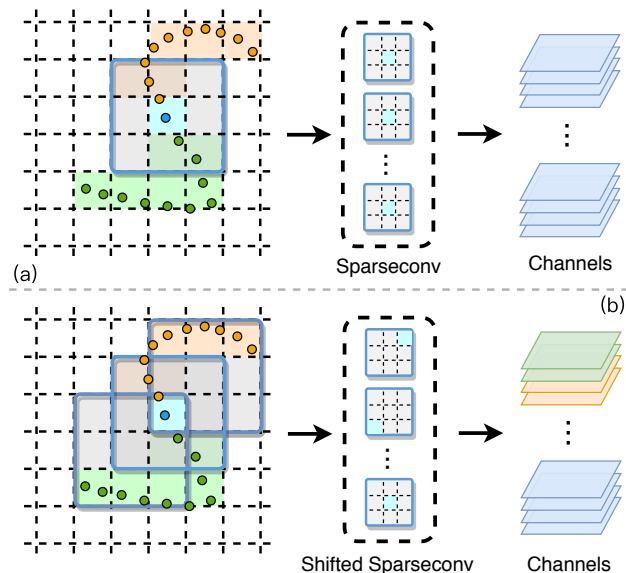 Sparseconv
Channels
(a)
(b)
Shifted Sparseconv
Channels